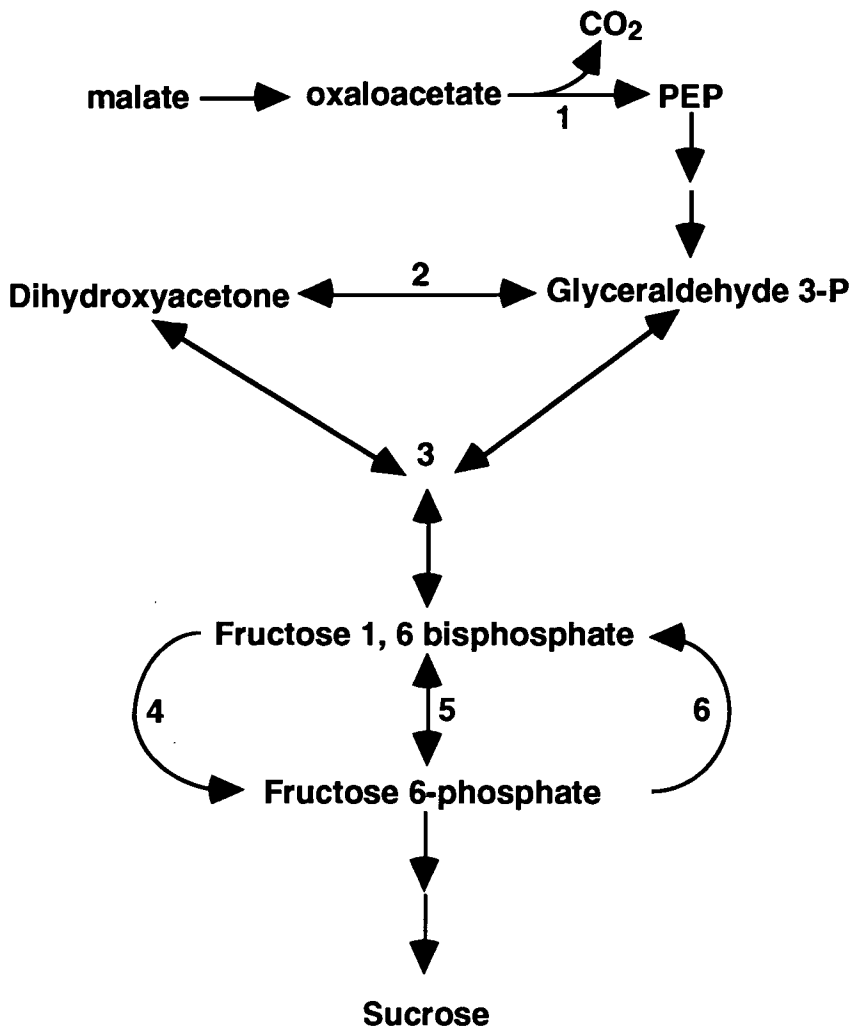 CO₂
malate
oxaloacetate
PEP
1
2
Dihydroxyacetone
Glyceraldehyde 3-P
3
Fructose 1, 6 bisphosphate
4
5
6
Fructose 6-phosphate
Sucrose